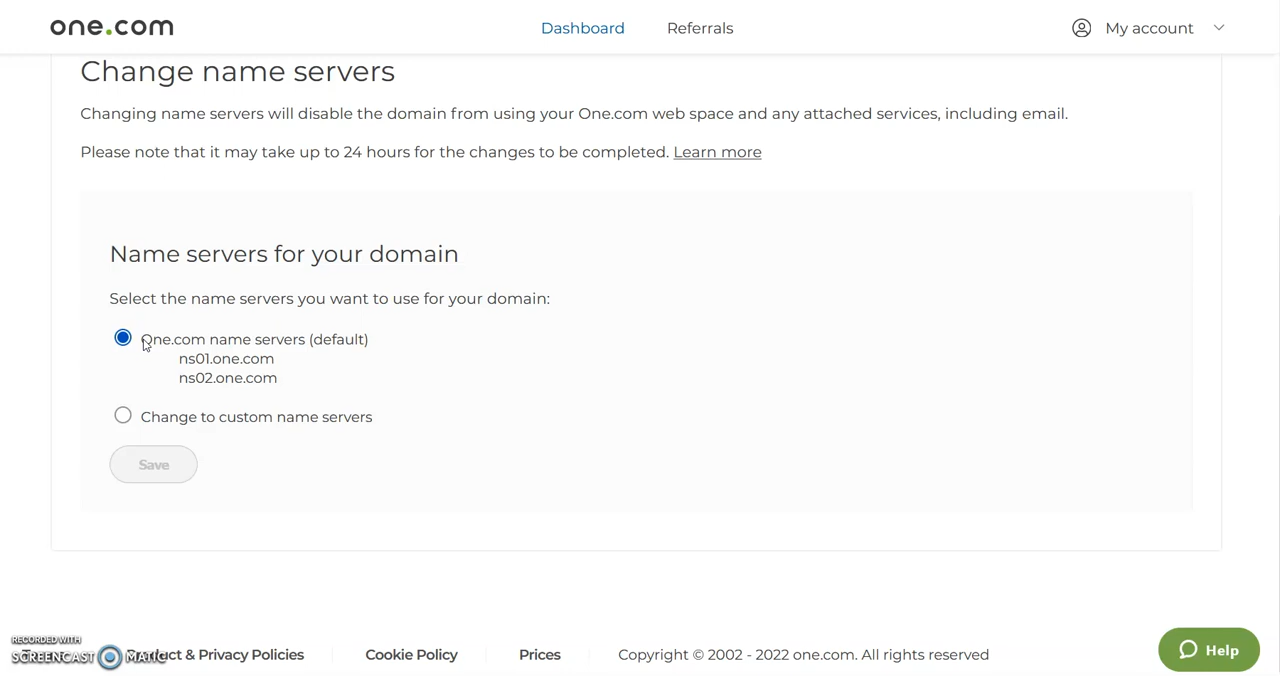 one.com
Dashboard
Referrals
My account
Change name servers
Changing name servers will disable the domain from using your One.com web space and any attached services, including email.
Please note that it may take up to 24 hours for the changes to be completed. Learn more
Name servers for your domain
Select the name servers you want to use for your domain:
One.com name servers (default)
ns01.one.com
ns02.one.com
Change to custom name servers
Save
RECORDED WITH
SCREENCAST MATIC
Product & Privacy Policies
Cookie Policy
Prices
Copyright © 2002 - 2022 one.com. All rights reserved
Help